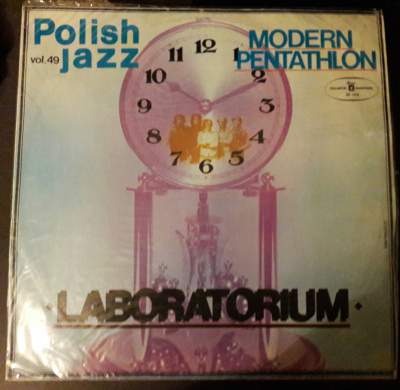 Polish
jazz
vol.49
MODERN
PENTATHLON
12
1
2
3
4
5
6
7
8
9
10
11
• LABORATORIUM •